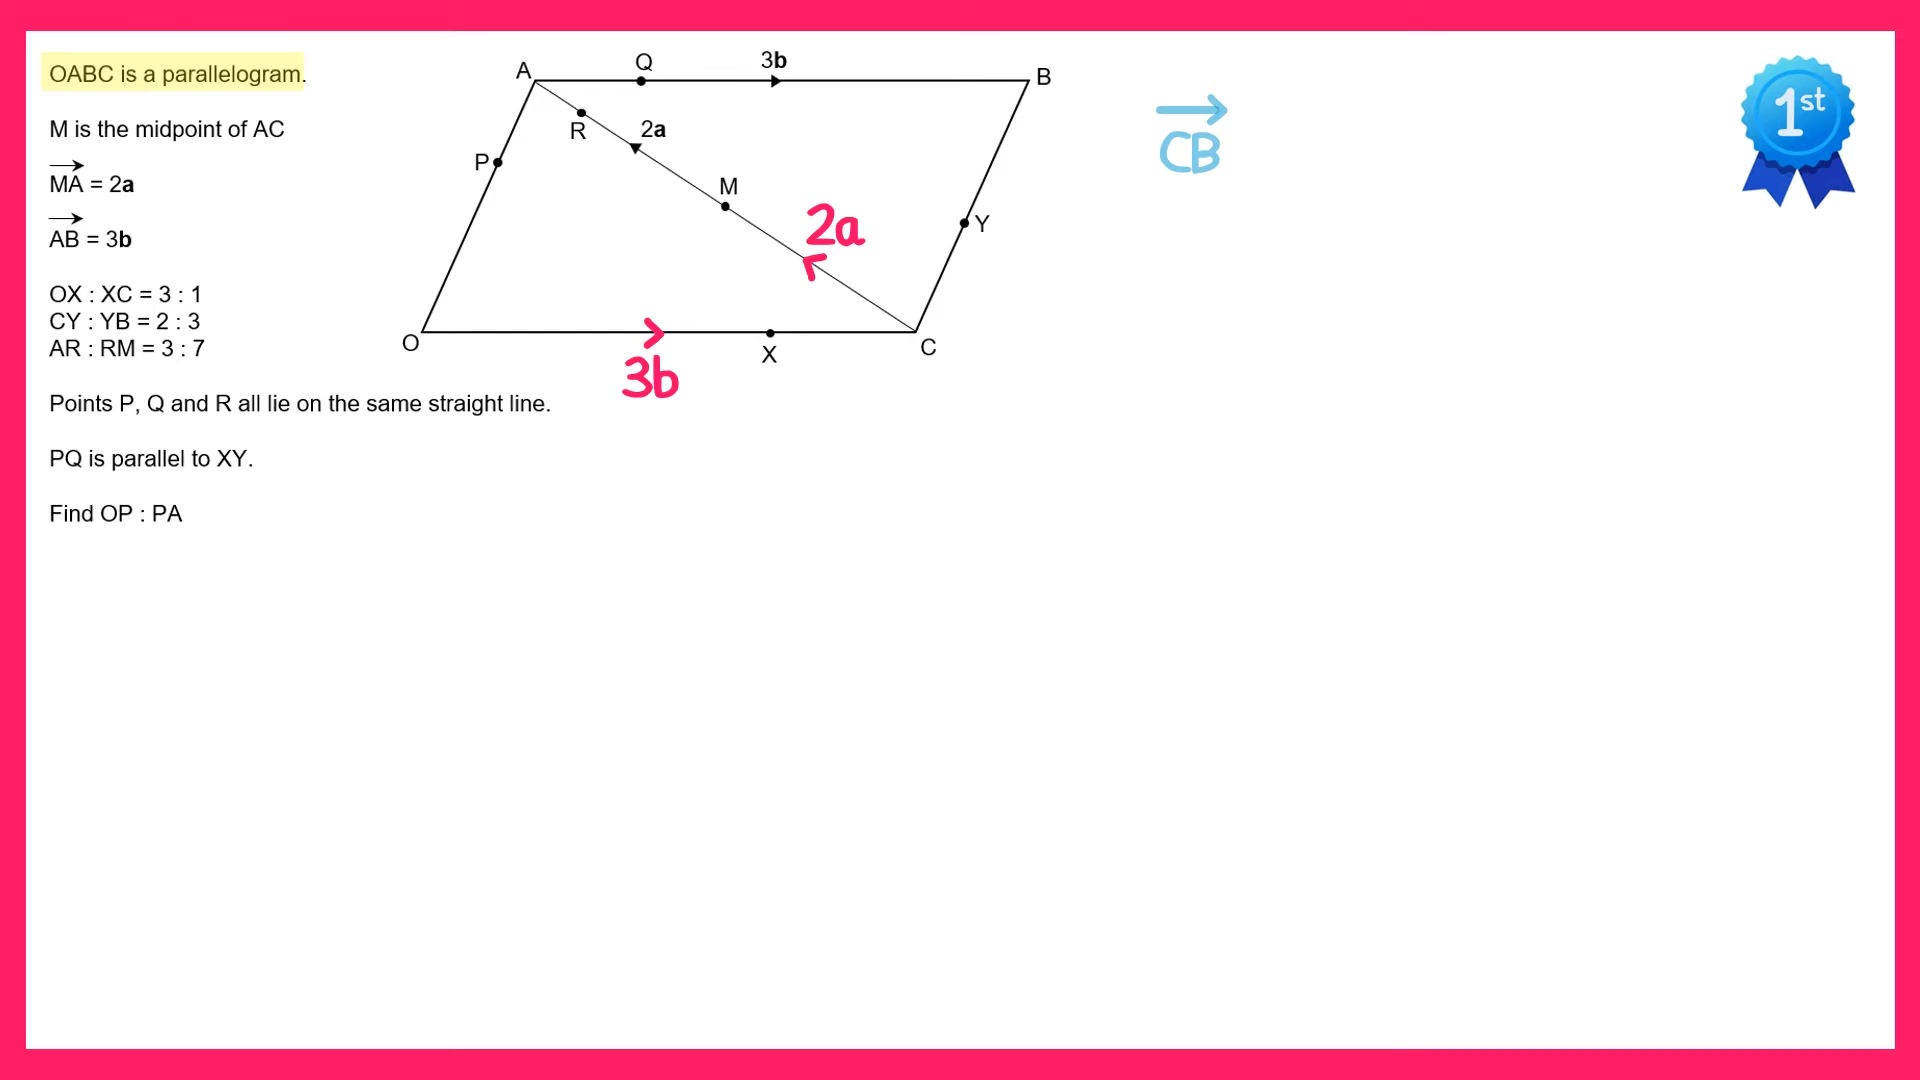 OABC is a parallelogram.
M is the midpoint of AC
MA = 2a
AB = 3b
OX : XC = 3 : 1
CY : YB = 2 : 3
AR : RM = 3 : 7
Points P, Q and R all lie on the same straight line.
PQ is parallel to XY.
Find OP : PA
A
Q
3b
B
R
2a
P
M
2a
Y
O
X
C
3b
CB
1st